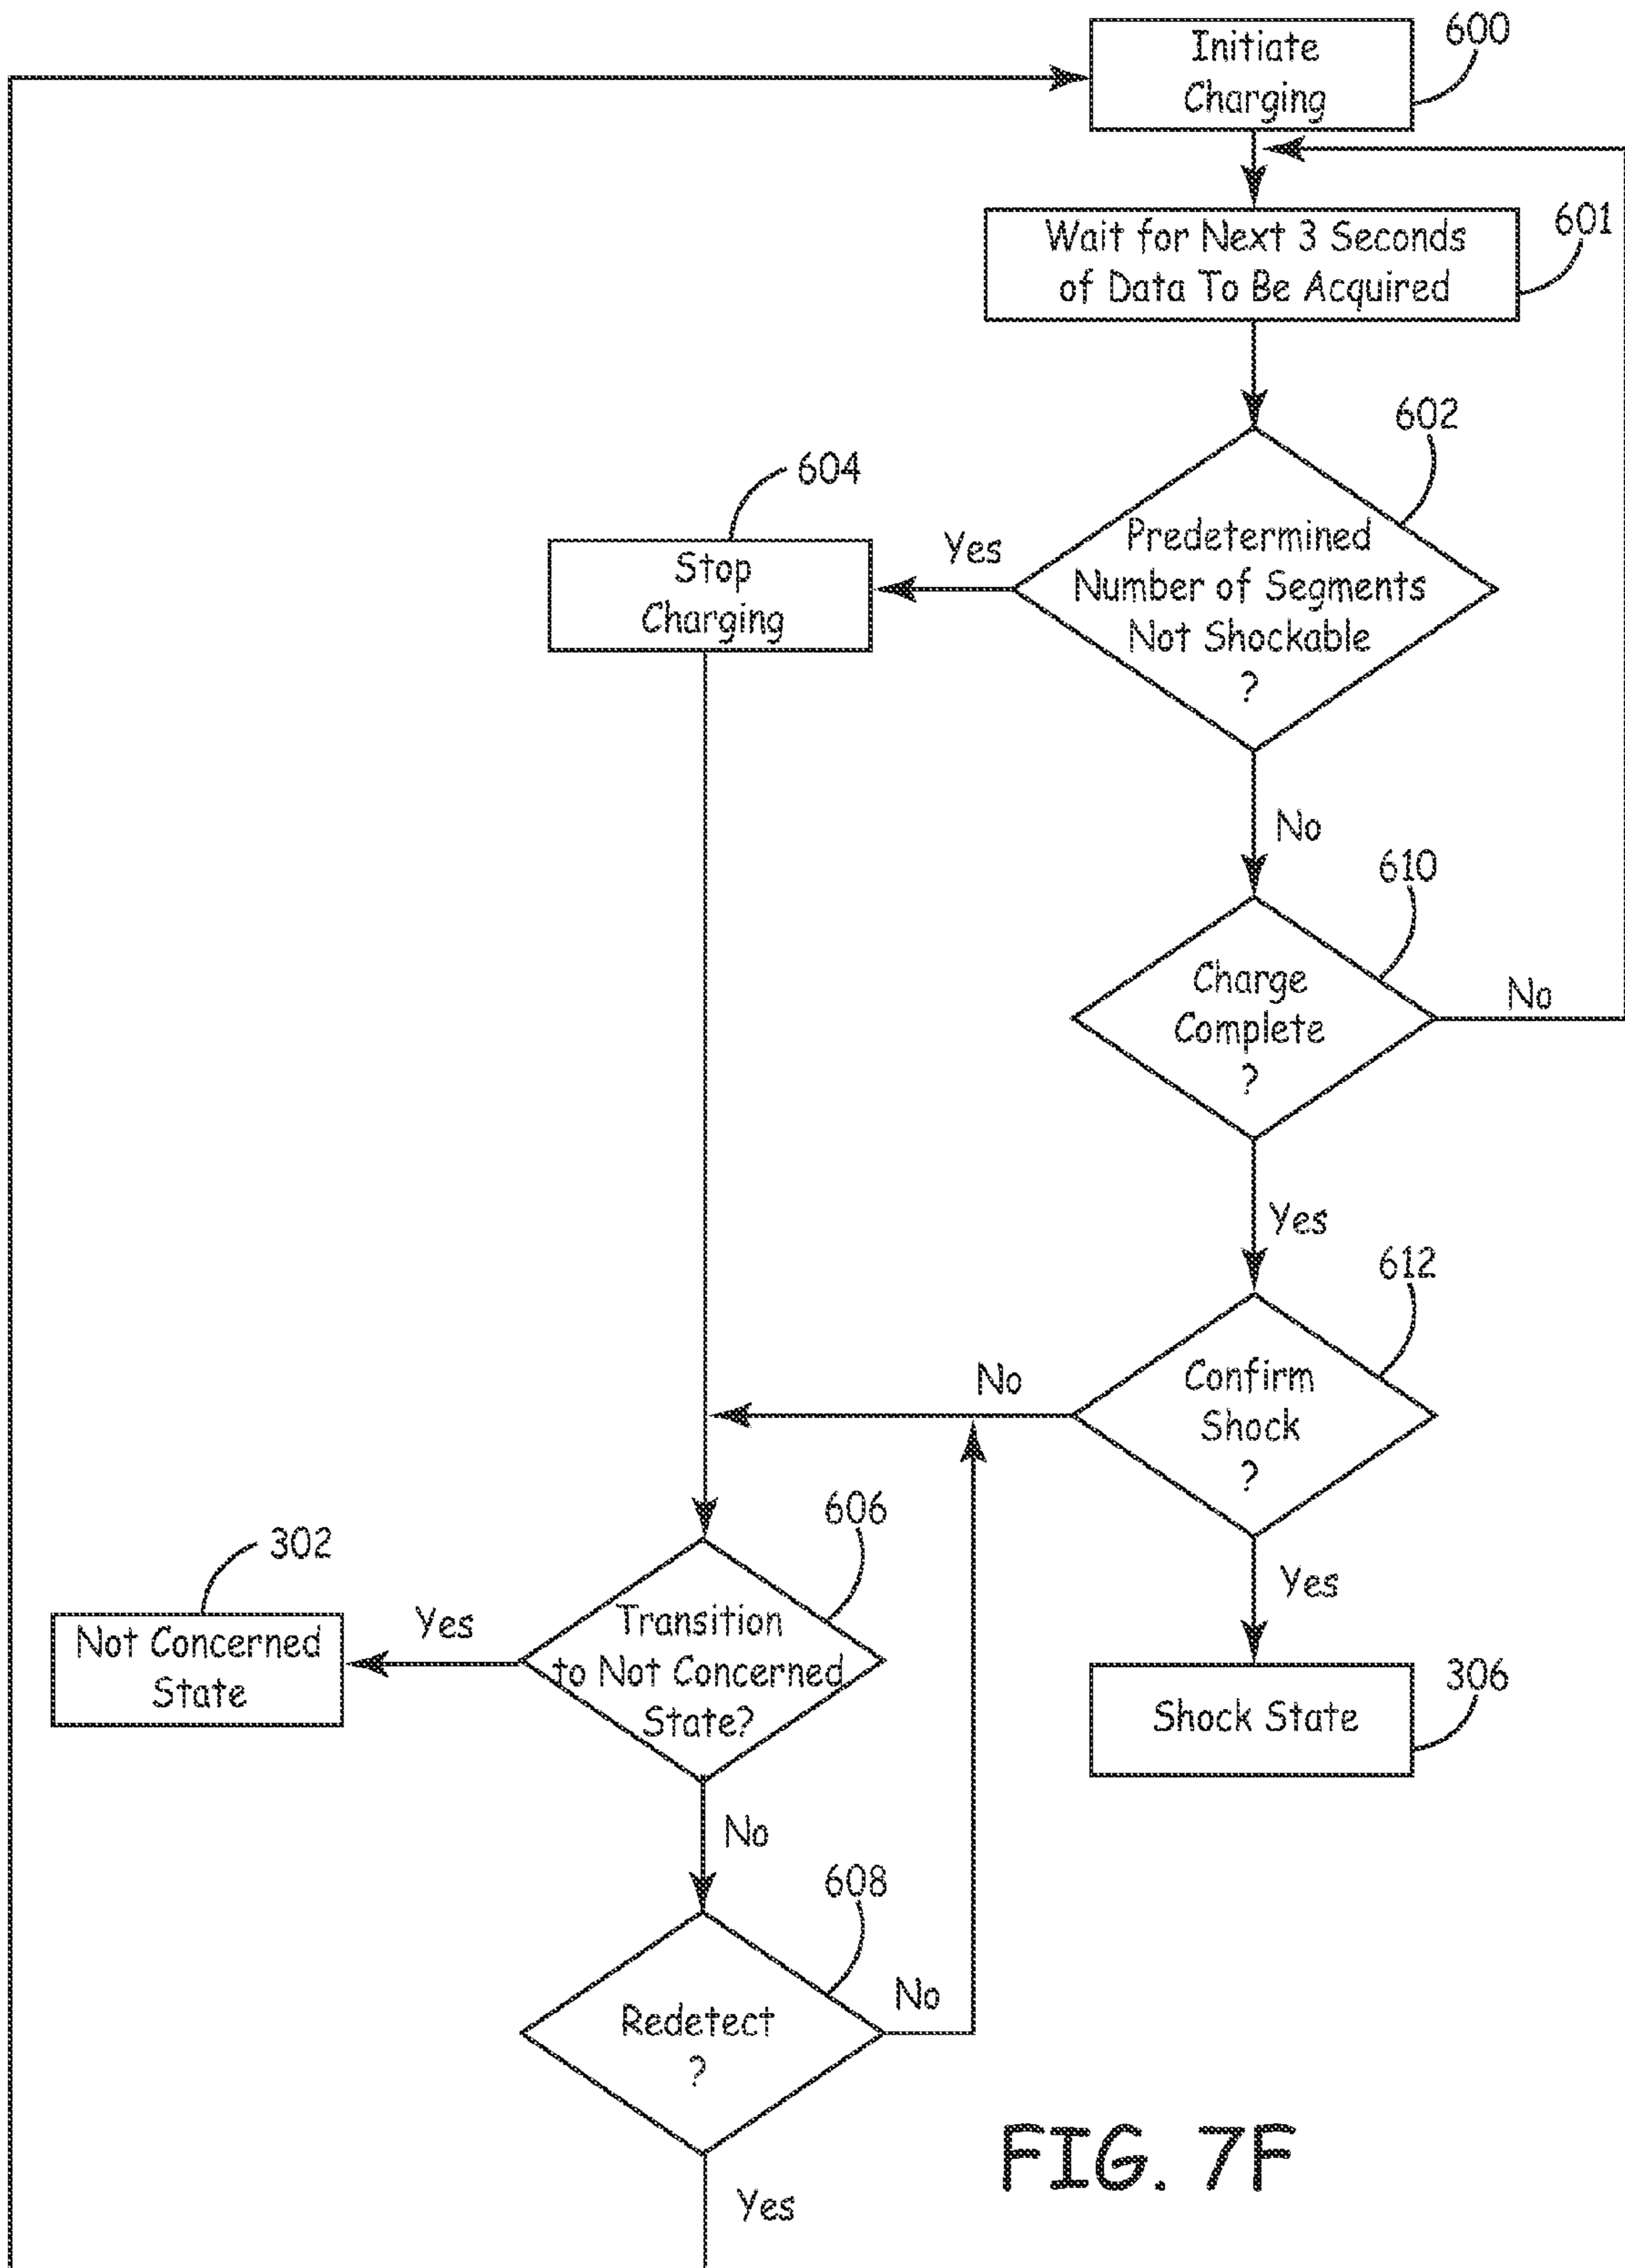 Initiate
Charging
600
Wait for Next 3 Seconds
of Data To Be Acquired
601
602
Predetermined
Number of Segments
Not Shockable
?
Yes
604
Stop
Charging
No
610
Charge
Complete
?
No
Yes
612
Confirm
Shock
?
No
Yes
306
Shock State
606
Transition
to Not Concerned
State?
Yes
302
Not Concerned
State
No
608
Redetect
?
No
Yes
FIG. 7F